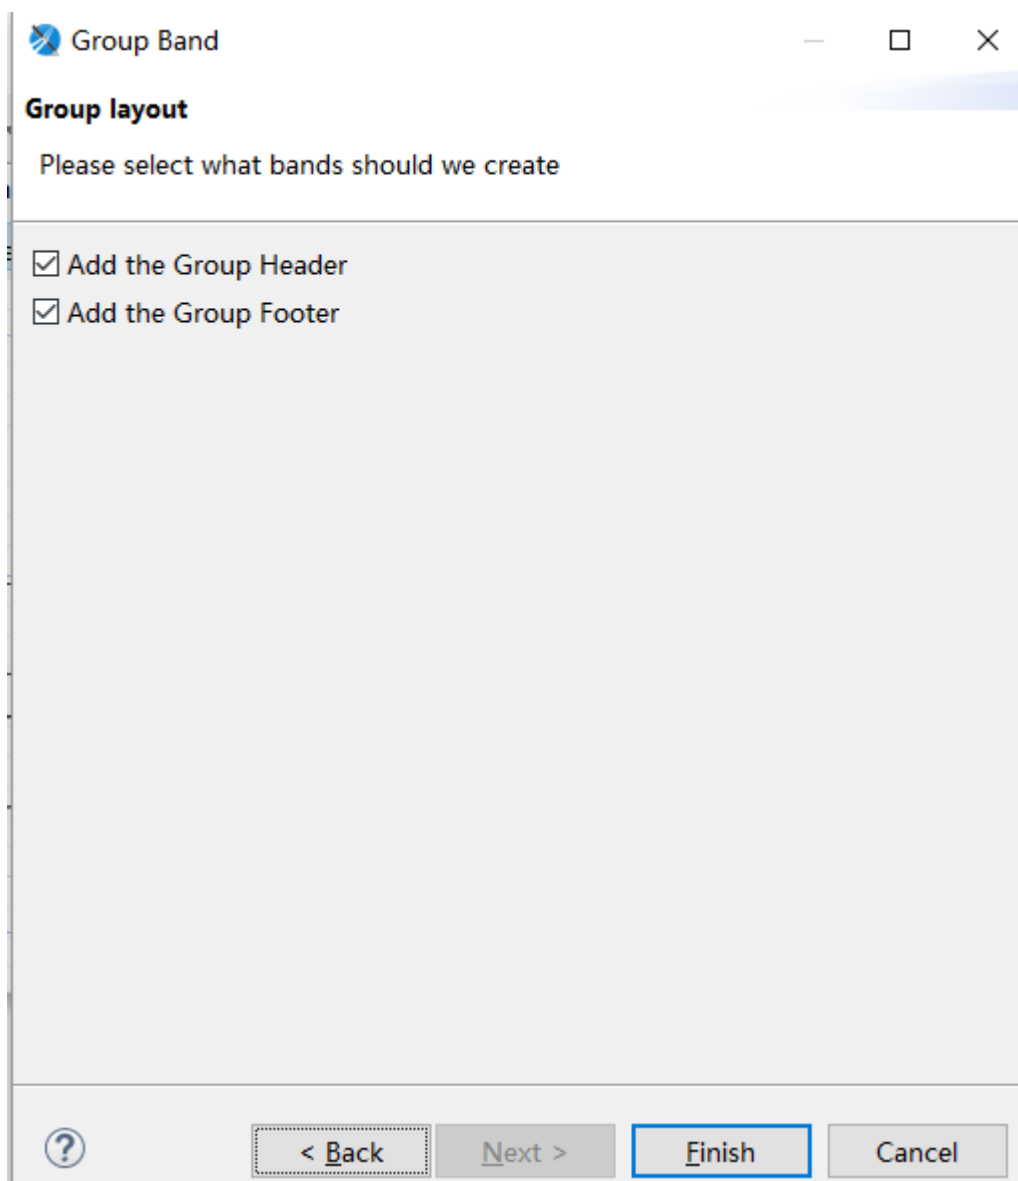 Group Band
Group layout
Please select what bands should we create
Add the Group Header
Add the Group Footer
< Back Next > Finish Cancel